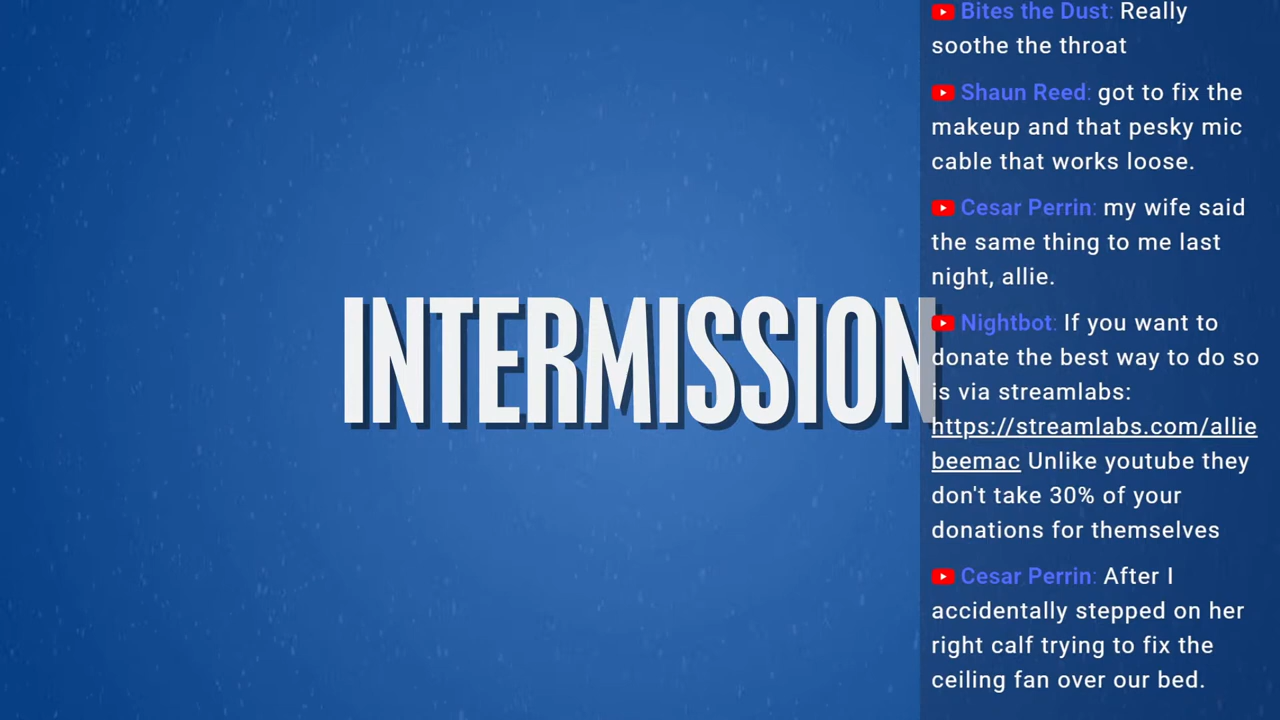 INTERMISSION
Bites the Dust: Really
soothe the throat
Shaun Reed: got to fix the
makeup and that pesky mic
cable that works loose.
Cesar Perrin: my wife said
the same thing to me last
night, allie.
Nightbot: If you want to
donate the best way to do so
is via streamlabs:
https://streamlabs.com/allie
beemac Unlike youtube they
don't take 30% of your
donations for themselves
Cesar Perrin: After I
accidentally stepped on her
right calf trying to fix the
ceiling fan over our bed.